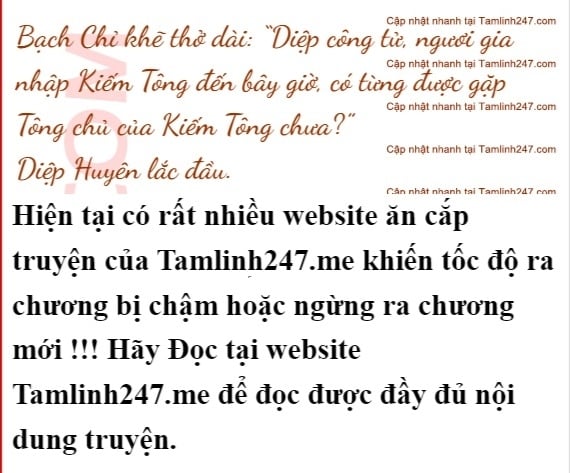 Cập nhật nhanh tại Tamlinh247.com
Bạch Chỉ khẽ thở dài: “Diệp công tử, ngươi gia
Cập nhật nhanh tại Tamlinh247.com
nhập Kiếm Tông đến bây giờ, có từng được gặp
Cập nhật nhanh tại Tamlinh247.com
Tông chủ của Kiếm Tông chưa?”
Cập nhật nhanh tại Tamlinh247.com
Diệp Huyên lắc đầu.
Cập nhật nhanh tại Tamlinh247.com
Hiện tại có rất nhiều website ăn cắp
truyện của Tamlinh247.me khiến tốc độ ra
chương bị chậm hoặc ngừng ra chương
mới !!! Hãy Đọc tại website
Tamlinh247.me để đọc được đầy đủ nội
dung truyện.